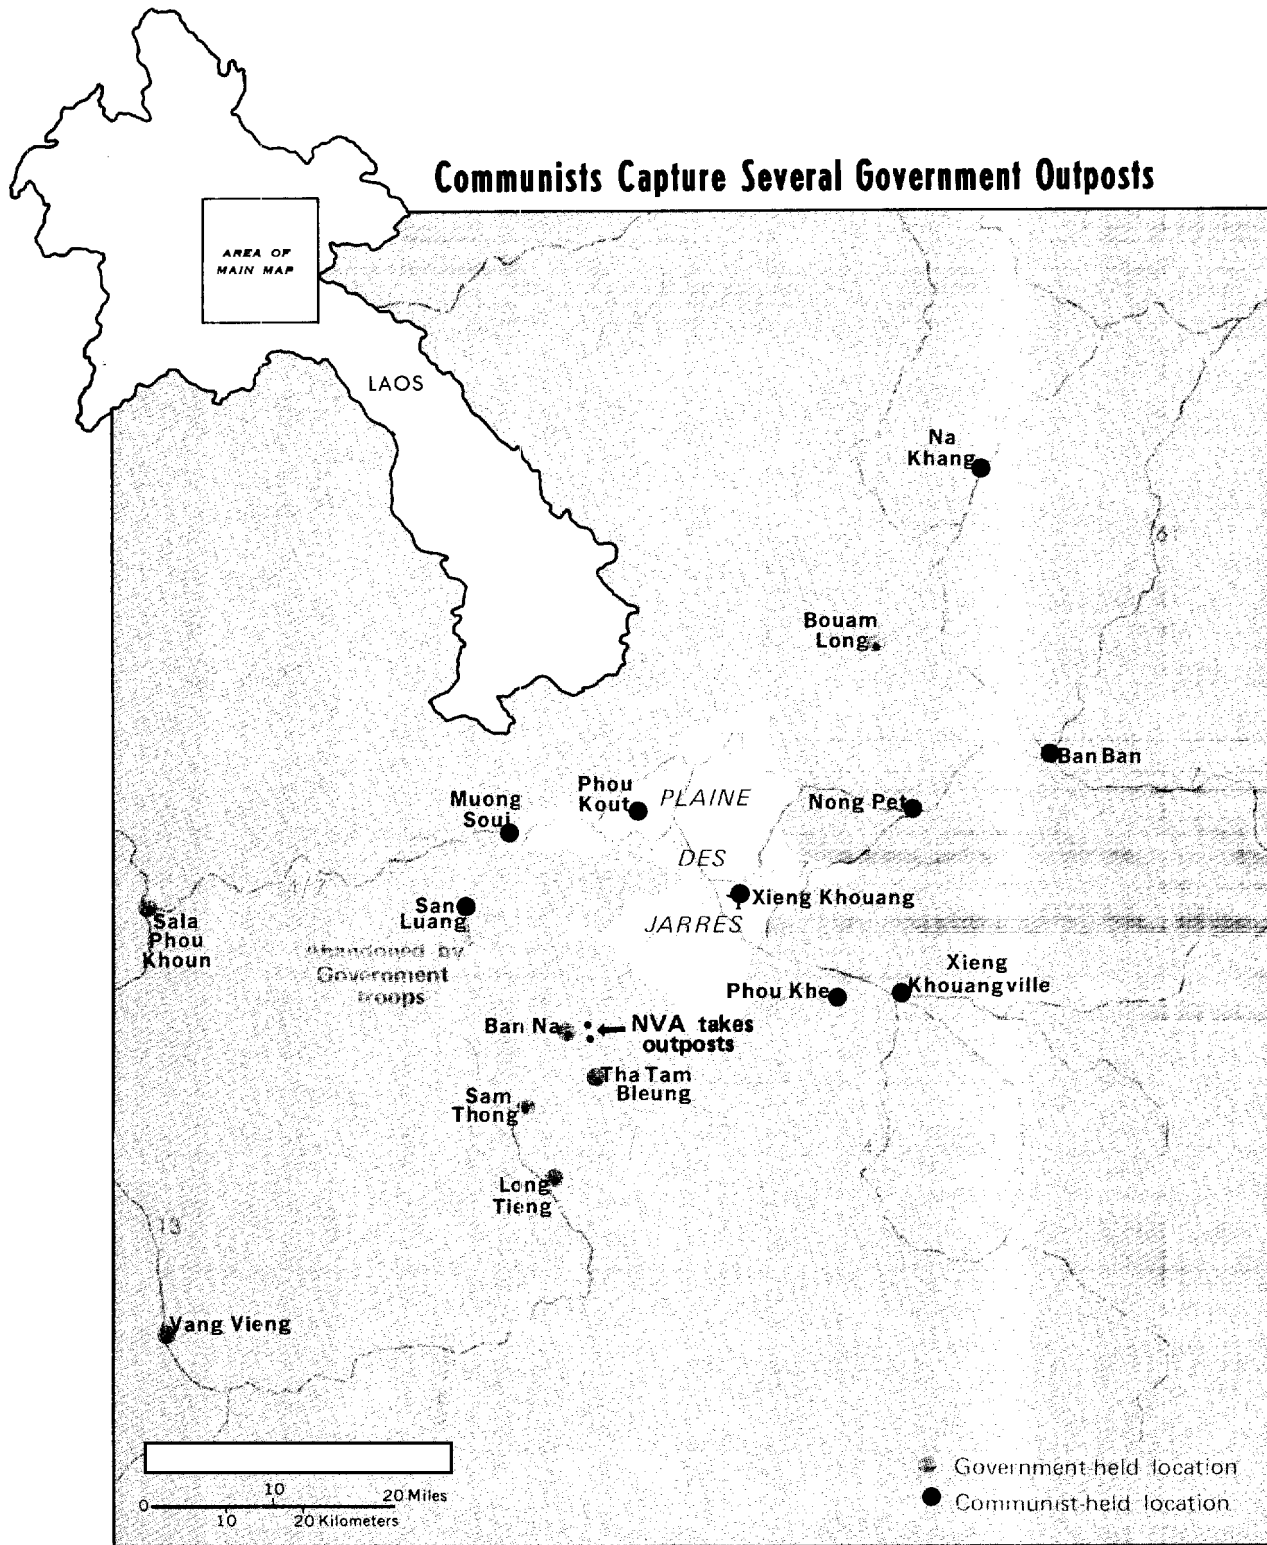 Communists Capture Several Government Outposts
AREA OF
MAIN MAP
LAOS
Na
Khang
6
Bouam
Long
Ban Ban
Phou
Kout
PLAINE
Nong Pet
Muong
Soui
DES
4/7
San
Luang
Xieng Khouang
JARRES
Sala
Phou
Khoun
Abandoned by
Government
troops
Xieng
Khouangville
Phou Khe
Ban Na
NVA takes
outposts
Tha Tam
Bleung
Sam
Thong
Long
Tieng
13
Vang Vieng
Government-held location
Communist-held location
0 10 20 Miles
10 20 Kilometers